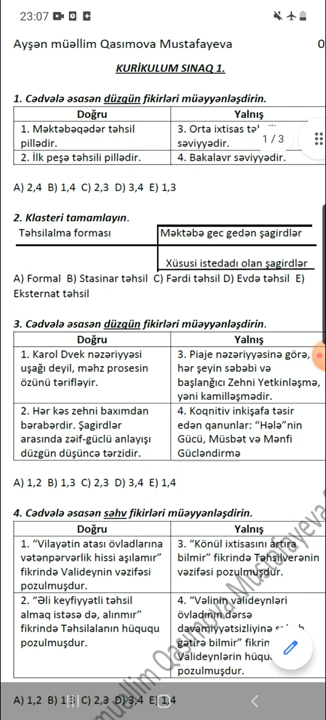 23:07
Ayşən müəllim Qasımova Mustafayeva 0
KURİKULUM SINAQ 1.
1. Cədvələ əsasən düzgün fikirləri müəyyənləşdirin.
Doğru Yalnış
1. Məktəbəqədər təhsil
pillədir.
3. Orta ixtisas
səviyyədir.
1 / 3
2. İlk peşə təhsili pillədir. 4. Bakalavr səviyyədir.
A) 2,4 B) 1,4 C) 2,3 D) 3,4 E) 1,3
2. Klasteri tamamlayın.
Təhsilalma forması Məktəbə gec gedən şagirdlər
Xüsusi istedadı olan şagirdlər
A) Formal B) Stasinar təhsil C) Fərdi təhsil D) Evdə təhsil E)
Eksternat təhsil
3. Cədvələ əsasən düzgün fikirləri müəyyənləşdirin.
Doğru Yalnış
1. Karol Dvek nəzəriyyəsi
uşağı deyil, məhz prosesin
özünü tərifləyir.
3. Piaje nəzəriyyəsinə görə,
hər şeyin səbəbi və
başlanğıcı Zehni Yetkinləşmə,
yəni kamilləşmədir.
2. Hər kəs zehni baxımdan
bərabərdir. Şagirdlər
arasında zəif-güclü anlayışı
düzgün düşüncə tərzidir.
4. Koqnitiv inkişafa təsir
edən qanunlar: “Hələ”nin
Gücü, Müsbət və Mənfi
Gücləndirmə
A) 1,2 B) 1,3 C) 2,3 D) 3,4 E) 1,4
4. Cədvələ əsasən səhv fikirləri müəyyənləşdirin.
Doğru Yalnış
1. “Vilayətin atası övladlarına
vətənpərvərlik hissi aşılamır”
fikrində Valideynin vəzifəsi
pozulmuşdur.
3. “Könül ixtisasını artıra
bilmir” fikrində Təhsilverənin
vəzifəsi pozulmuşdur.
2. “Əli keyfiyyətli təhsil
almaq istəsə də, alınmır”
fikrində Təhsilalanın hüququ
pozulmuşdur.
4. “Vəlinin valideynləri
övladının dərsə
davamiyyətsizliyinə
gətirə bilmir”
Valideynlərin
pozulmuşdur.
A) 1,2 B) 1,3 C) 2,3 D) 3,4 E) 1,4
müəllim Qasımova Mustafayeva